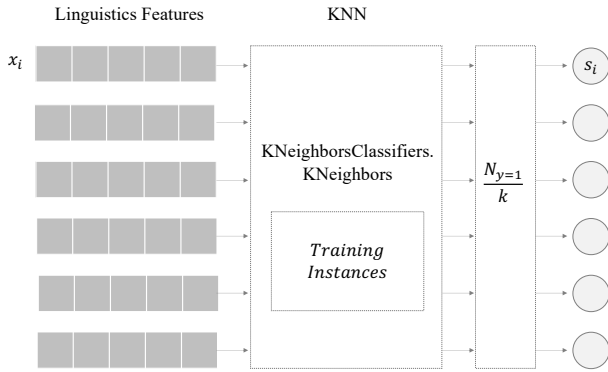 Linguistics Features
KNN
x_i
s_i
KNeighborsClassifiers.
KNeighbors
N_{y=1}
k
Training
Instances